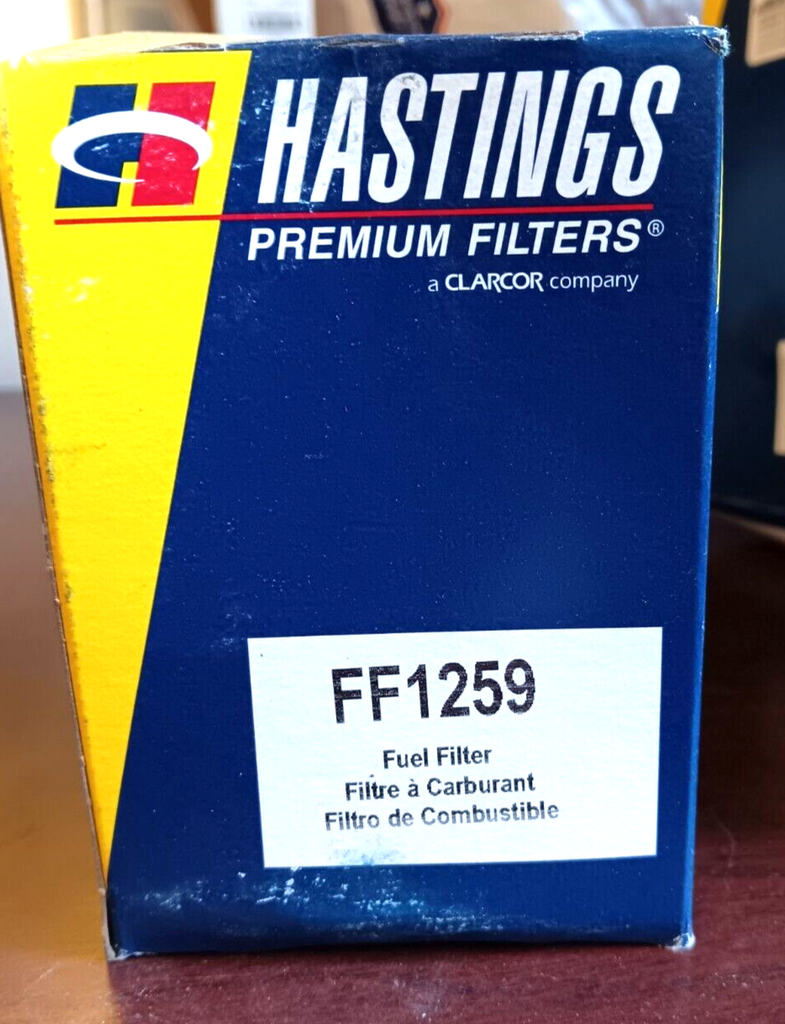 HASTINGS
PREMIUM FILTERS®
a CLARCOR company
FF1259
Fuel Filter
Filtre à Carburant
Filtro de Combustible